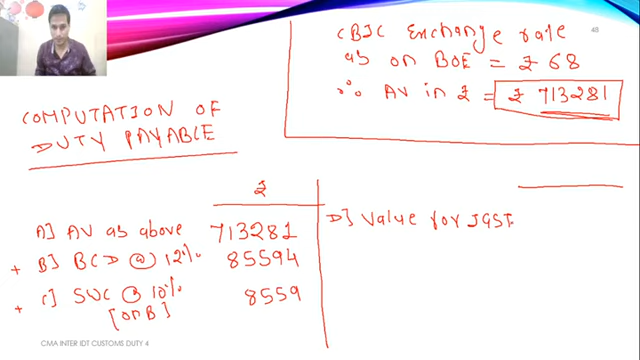 CBIC Exchange rate
as on BOE = ₹ 68
∴ AV in ₹ = ₹ 713281
48
COMPUTATION OF
DUTY PAYABLE
₹
A] AV as above 713281
+ B] BCD @ 12% 85594
+ C] SWC @ 10% 8559
[on B]
D] Value for IGST
CMA INTER IDT CUSTOMS DUTY 4